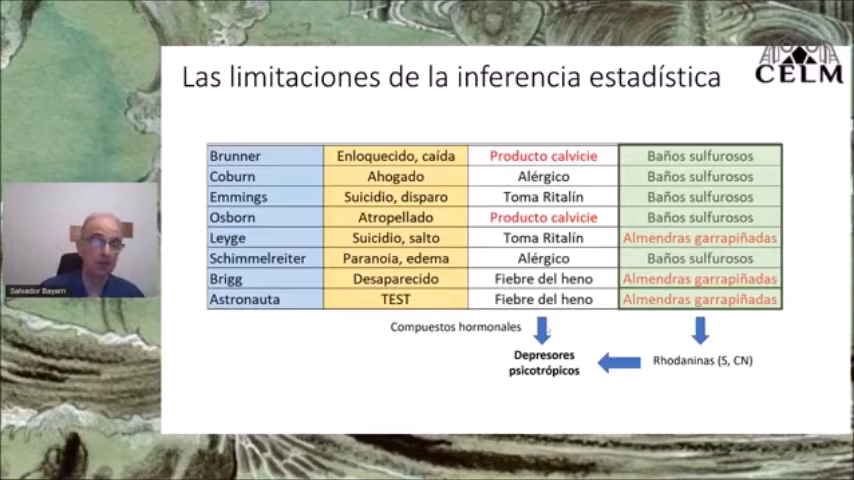 Las limitaciones de la inferencia estadística
CELM
Brunner Enloquecido, caída Producto calvicie Baños sulfurosos
Coburn Ahogado Alérgico Baños sulfurosos
Emmings Suicidio, disparo Toma Ritalín Baños sulfurosos
Osborn Atropellado Producto calvicie Baños sulfurosos
Leyge Suicidio, salto Toma Ritalín Almendras garrapiñadas
Schimmelreiter Paranoia, edema Alérgico Baños sulfurosos
Brigg Desaparecido Fiebre del heno Almendras garrapiñadas
Astronauta TEST Fiebre del heno Almendras garrapiñadas
Compuestos hormonales
Depresores
psicotrópicos
Rhodaninas (S, CN)
Salvador Bayarri